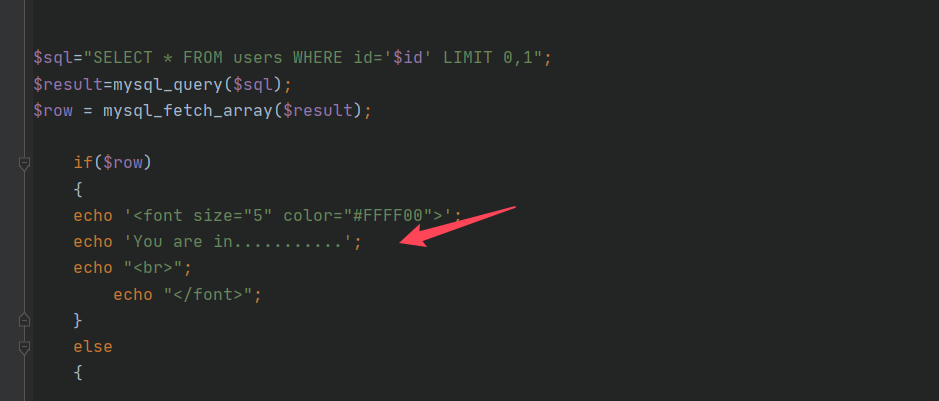 $sql="SELECT * FROM users WHERE id='$id' LIMIT 0,1";
$result=mysql_query($sql);
$row = mysql_fetch_array($result);
if($row)
{
echo '<font size="5" color="#FFFF00">';
echo 'You are in...........';
echo "<br>";
echo "</font>";
}
else
{